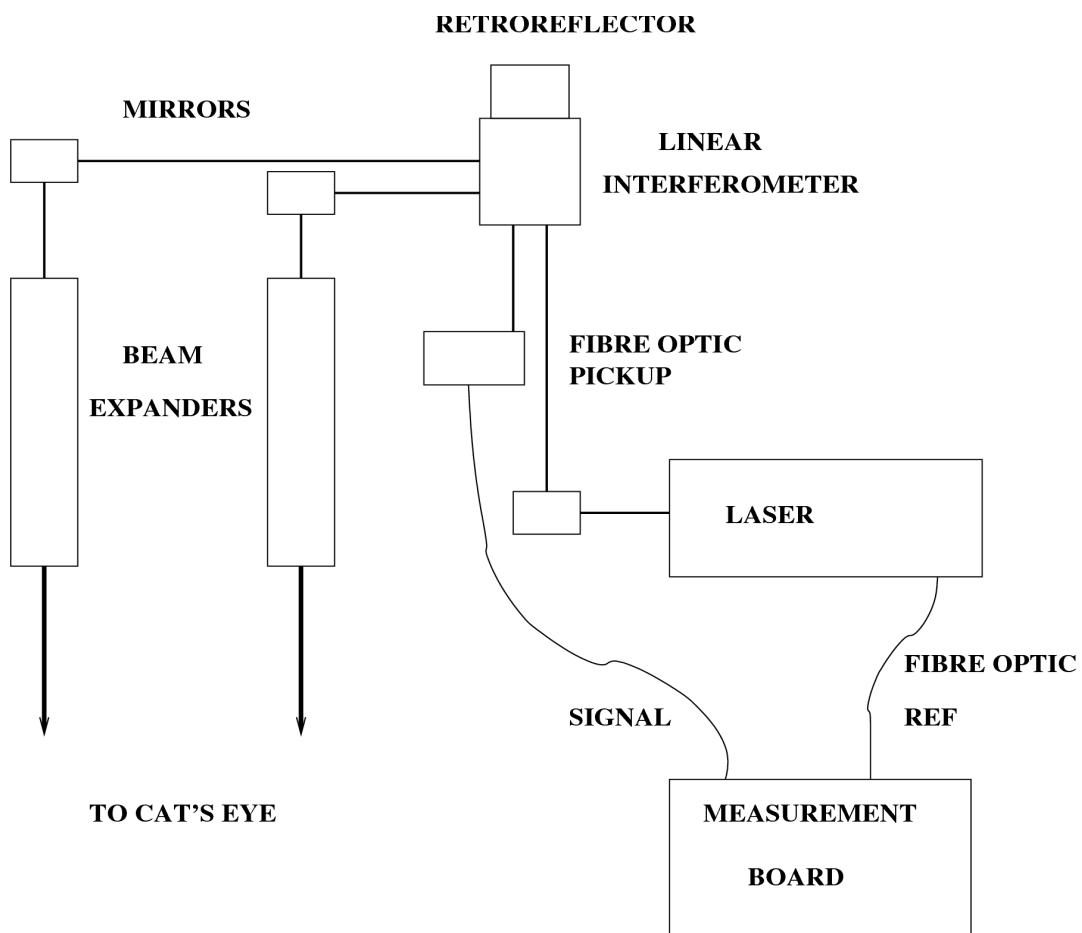 RETROREFLECTOR
MIRRORS
LINEAR
INTERFEROMETER
BEAM
EXPANDERS
FIBRE OPTIC
PICKUP
LASER
FIBRE OPTIC
REF
SIGNAL
TO CAT'S EYE
MEASUREMENT
BOARD